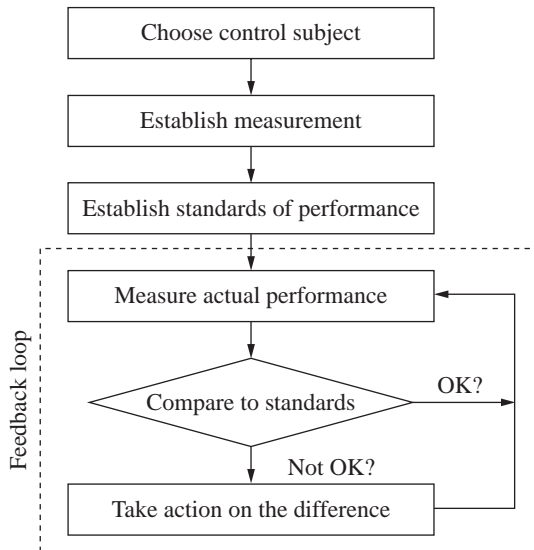 Choose control subject
Establish measurement
Establish standards of performance
Feedback loop
Measure actual performance
Compare to standards
OK?
Not OK?
Take action on the difference